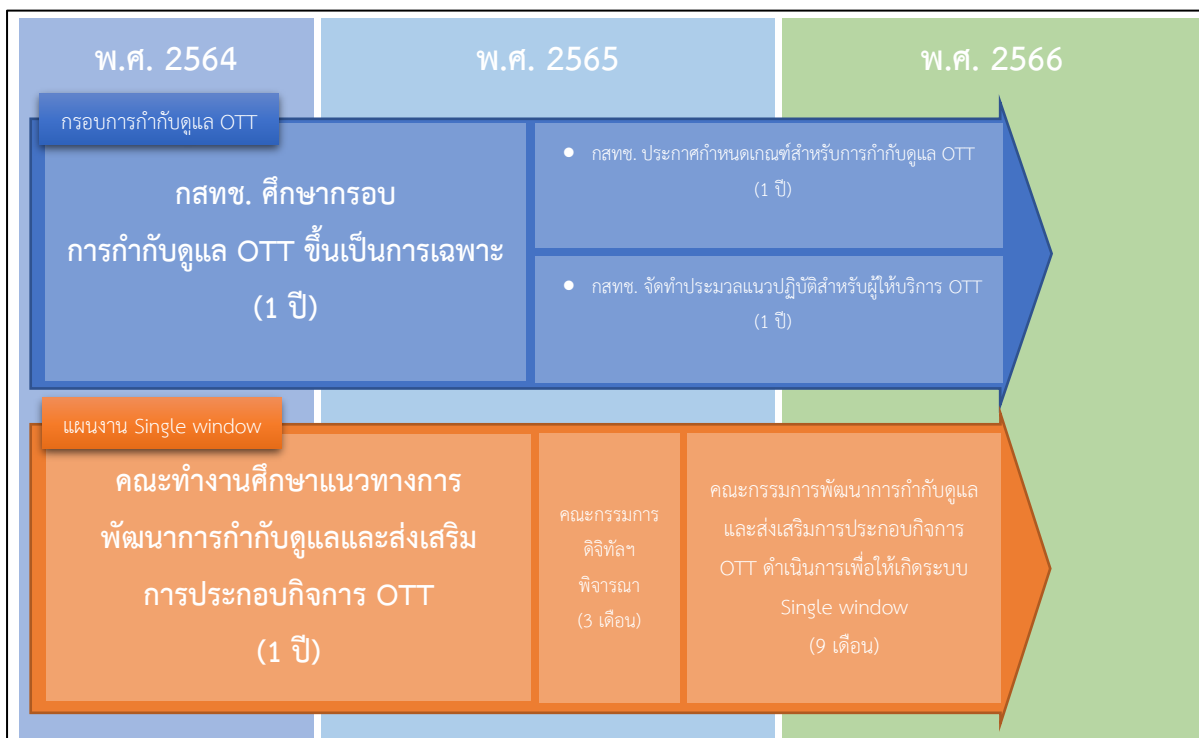 พ.ศ. 2564
พ.ศ. 2565
พ.ศ. 2566
กรอบการกำกับดูแล OTT
กสทช. ศึกษากรอบ
การกำกับดูแล OTT ขึ้นเป็นการเฉพาะ
(1 ปี)
• กสทช. ประกาศกำหนดเกณฑ์สำหรับการกำกับดูแล OTT
(1 ปี)
• กสทช. จัดทำประมวลแนวปฏิบัติสำหรับผู้ให้บริการ OTT
(1 ปี)
แผนงาน Single window
คณะทำงานศึกษาแนวทางการ
พัฒนาการกำกับดูแลและส่งเสริม
การประกอบกิจการ OTT
(1 ปี)
คณะกรรมการ
ดิจิทัลฯ
พิจารณา
(3 เดือน)
คณะกรรมการพัฒนาการกำกับดูแล
และส่งเสริมการประกอบกิจการ
OTT ดำเนินการเพื่อให้เกิดระบบ
Single window
(9 เดือน)